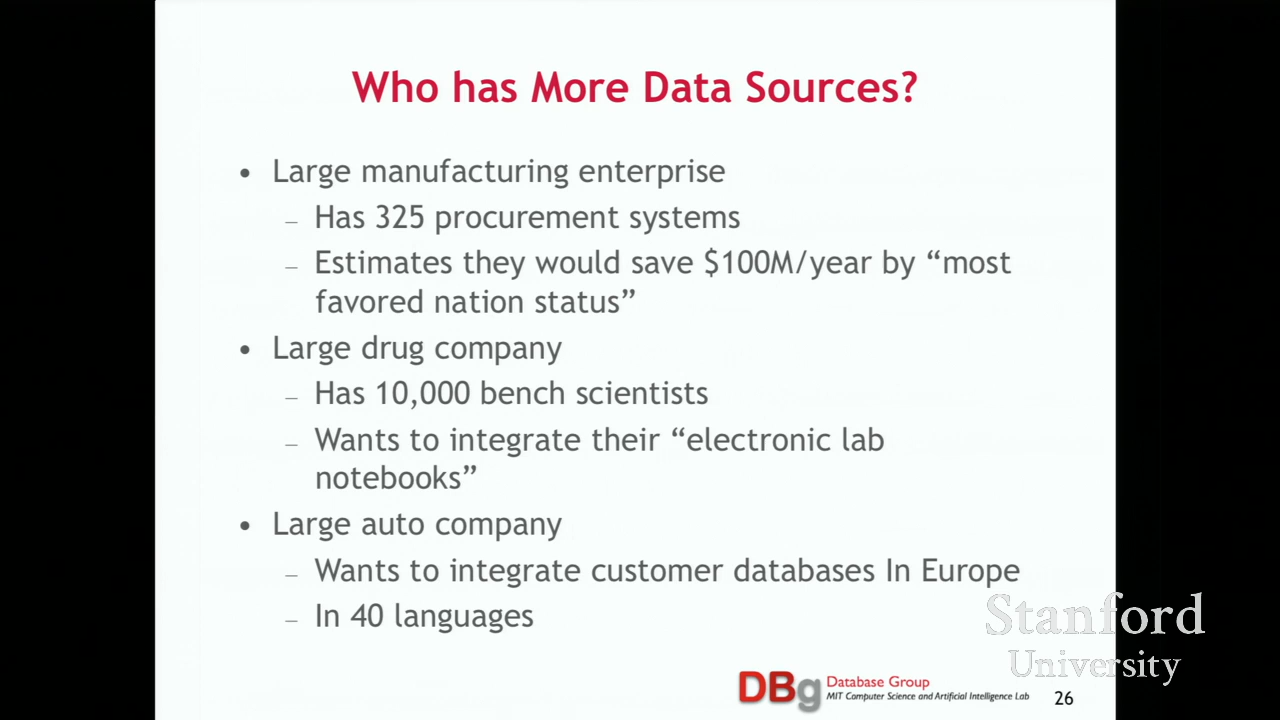 Who has More Data Sources?
• Large manufacturing enterprise
– Has 325 procurement systems
– Estimates they would save $100M/year by “most
favored nation status”
• Large drug company
– Has 10,000 bench scientists
– Wants to integrate their “electronic lab
notebooks”
• Large auto company
– Wants to integrate customer databases In Europe
– In 40 languages
Stanford
University
DBg
Database Group
MIT Computer Science and Artificial Intelligence Lab
26